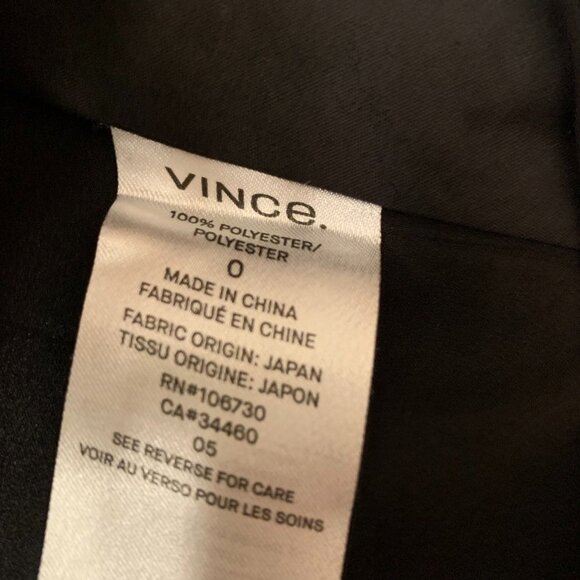 VINCe.
100% POLYESTER/
POLYESTER
0
MADE IN CHINA
FABRIQUÉ EN CHINE
FABRIC ORIGIN: JAPAN
TISSU ORIGINE: JAPON
RN#106730
CA#34460
05
SEE REVERSE FOR CARE
VOIR AU VERSO POUR LES SOINS